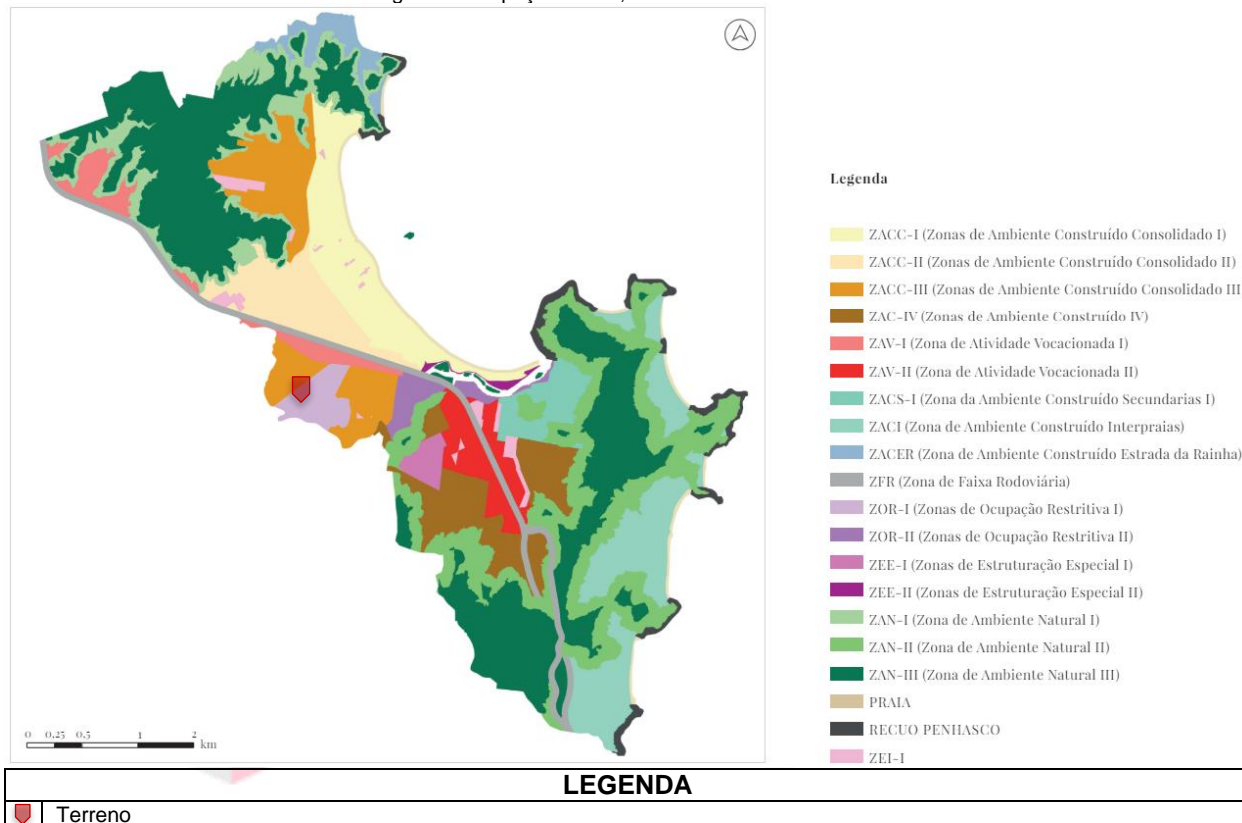 Legenda
ZACC-I (Zonas de Ambiente Construído Consolidado I)
ZACC-II (Zonas de Ambiente Construído Consolidado II)
ZACC-III (Zonas de Ambiente Construído Consolidado III
ZAC-IV (Zonas de Ambiente Construído IV)
ZAV-I (Zona de Atividade Vocacionada I)
ZAV-II (Zona de Atividade Vocacionada II)
ZACS-I (Zona da Ambiente Construído Secundarias I)
ZACI (Zona de Ambiente Construído Interpraias)
ZACER (Zona de Ambiente Construído Estrada da Rainha)
ZFR (Zona de Faixa Rodoviária)
ZOR-I (Zonas de Ocupação Restritiva I)
ZOR-II (Zonas de Ocupação Restritiva II)
ZEE-I (Zonas de Estruturação Especial I)
ZEE-II (Zonas de Estruturação Especial II)
ZAN-I (Zona de Ambiente Natural I)
ZAN-II (Zona de Ambiente Natural II)
ZAN-III (Zona de Ambiente Natural III)
PRAIA
RECUO PENHASCO
ZEI-I
0 0,25 0,5 1 2
km
LEGENDA
Terreno